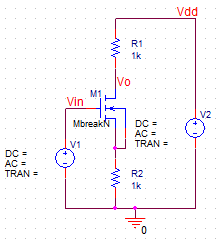 Vdd
R1
1k
Vo
M1
Vin
MbreakN
V1
DC =
AC =
TRAN =
DC =
AC =
TRAN =
V2
R2
1k
0